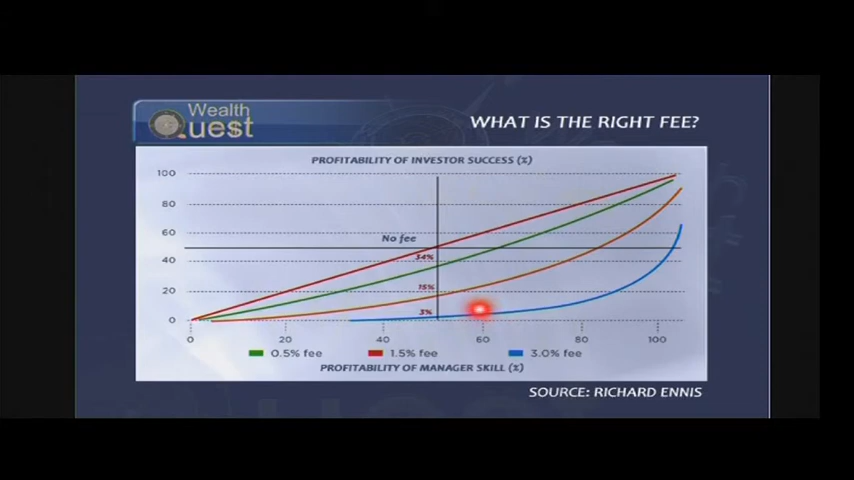 Wealth
Quest
WHAT IS THE RIGHT FEE?
PROFITABILITY OF INVESTOR SUCCESS (%)
100
80
60
No fee
34%
40
15%
20
3%
0
0 20 40 60 80 100
0.5% fee 1.5% fee 3.0% fee
PROFITABILITY OF MANAGER SKILL (%)
SOURCE: RICHARD ENNIS